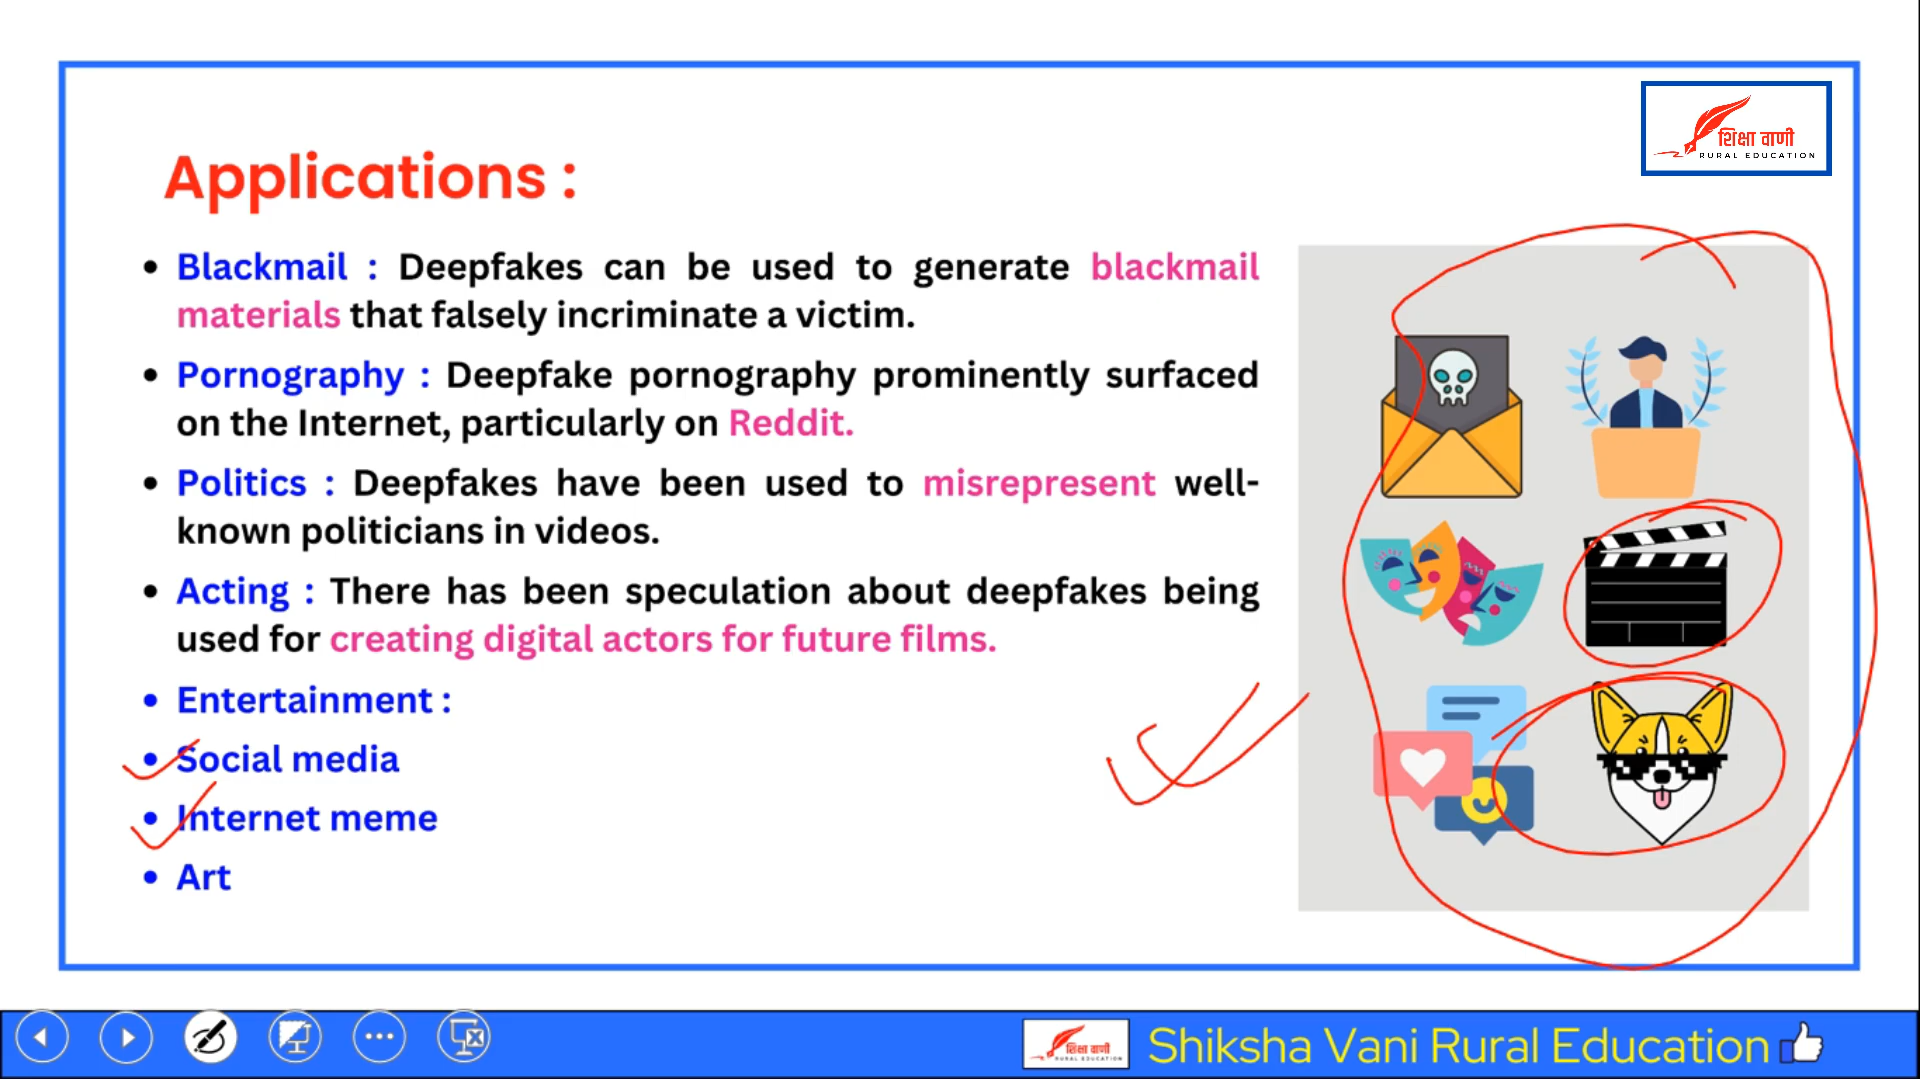 शिक्षा वाणी
RURAL EDUCATION
Applications :
• Blackmail : Deepfakes can be used to generate blackmail
materials that falsely incriminate a victim.
• Pornography : Deepfake pornography prominently surfaced
on the Internet, particularly on Reddit.
• Politics : Deepfakes have been used to misrepresent well-
known politicians in videos.
• Acting : There has been speculation about deepfakes being
used for creating digital actors for future films.
• Entertainment :
• Social media
• Internet meme
• Art
शिक्षा वाणी
RURAL EDUCATION
Shiksha Vani Rural Education